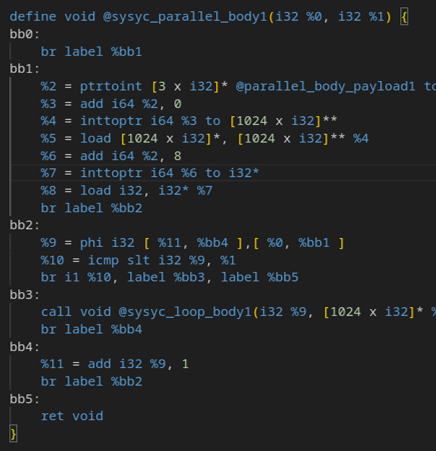 define void @sysyc_parallel_body1(i32 %0, i32 %1) {
bb0:
br label %bb1
bb1:
%2 = ptrtoint [3 x i32]* @parallel_body_payload1 to
%3 = add i64 %2, 0
%4 = inttoptr i64 %3 to [1024 x i32]**
%5 = load [1024 x i32]*, [1024 x i32]** %4
%6 = add i64 %2, 8
%7 = inttoptr i64 %6 to i32*
%8 = load i32, i32* %7
br label %bb2
bb2:
%9 = phi i32 [ %11, %bb4 ],[ %0, %bb1 ]
%10 = icmp slt i32 %9, %1
br i1 %10, label %bb3, label %bb5
bb3:
call void @sysyc_loop_body1(i32 %9, [1024 x i32]* %
br label %bb4
bb4:
%11 = add i32 %9, 1
br label %bb2
bb5:
ret void
}